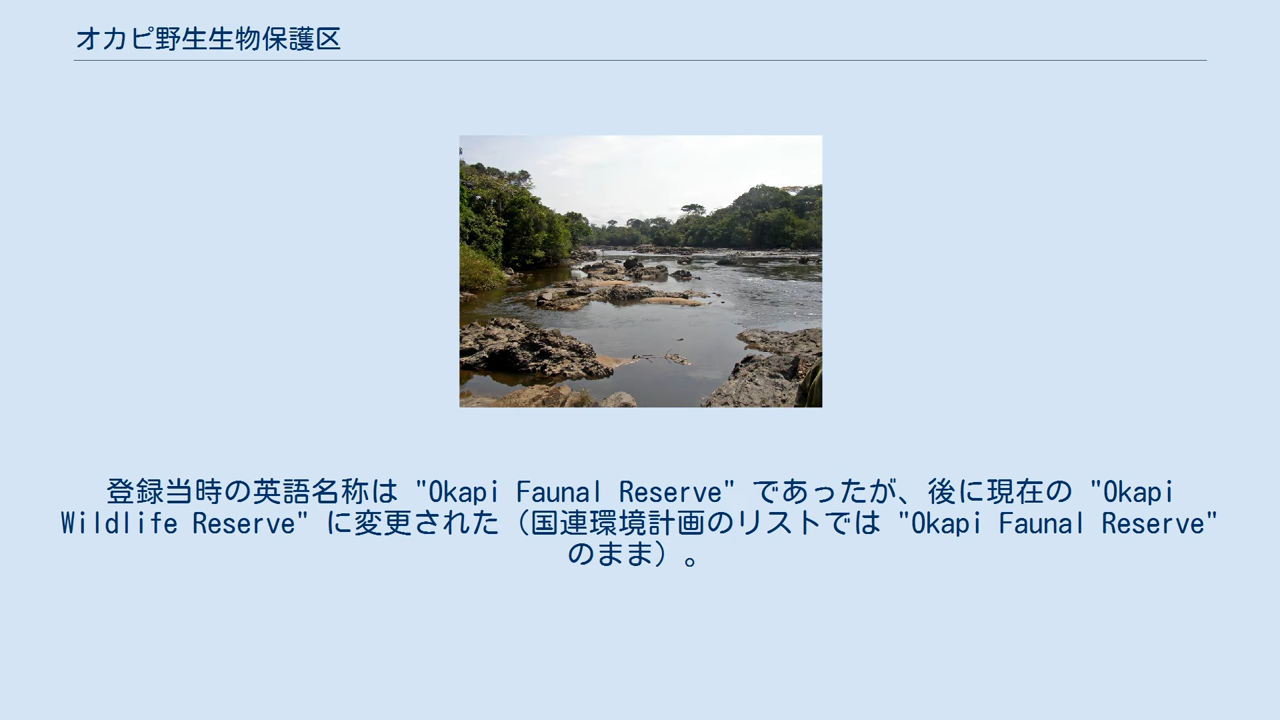 オカピ野生生物保護区
登録当時の英語名称は "Okapi Faunal Reserve" であったが、後に現在の "Okapi
Wildlife Reserve" に変更された（国連環境計画のリストでは "Okapi Faunal Reserve"
のまま）。